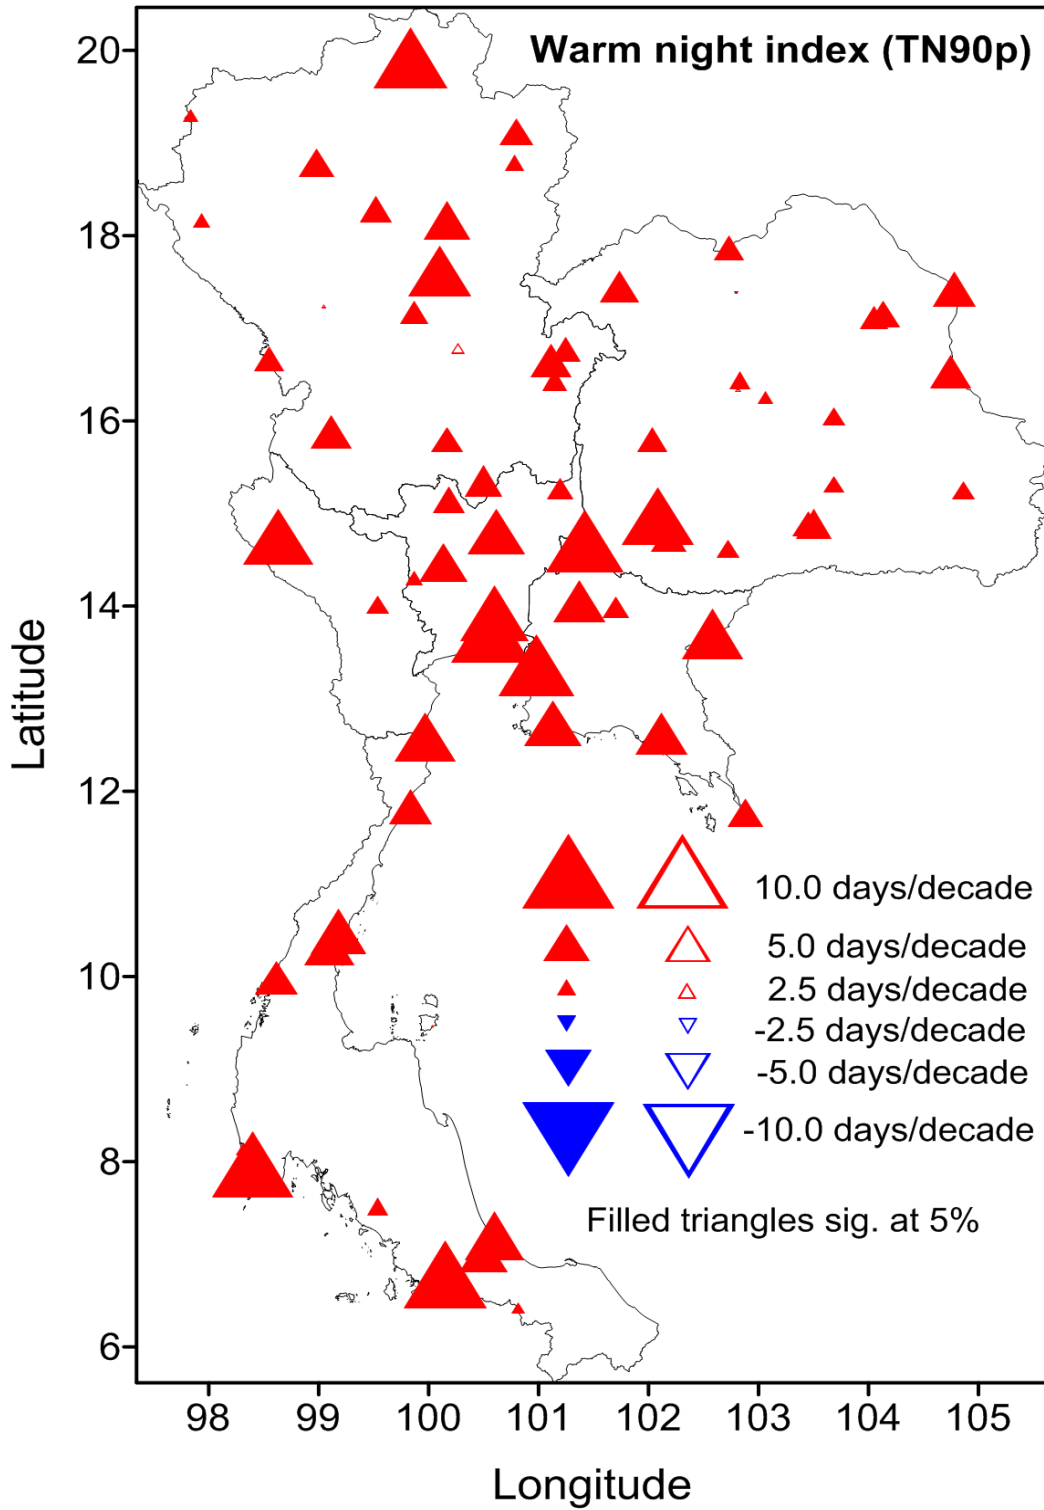 Warm night index (TN90p)
20
18
16
14
12
10
8
6
Latitude
10.0 days/decade
5.0 days/decade
2.5 days/decade
-2.5 days/decade
-5.0 days/decade
-10.0 days/decade
Filled triangles sig. at 5%
98 99 100 101 102 103 104 105
Longitude